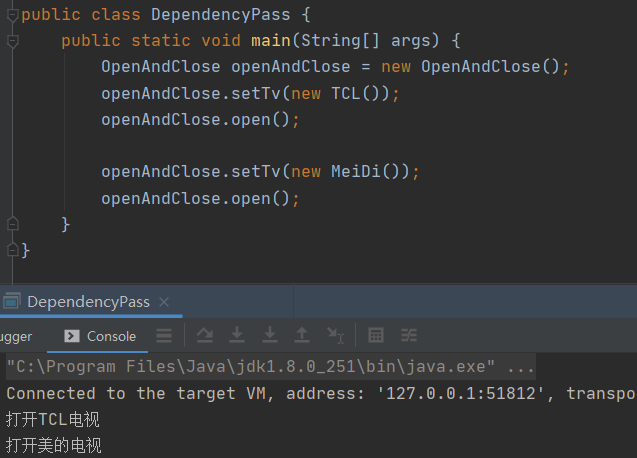 public class DependencyPass {
public static void main(String[] args) {
OpenAndClose openAndClose = new OpenAndClose();
openAndClose.setTv(new TCL());
openAndClose.open();
openAndClose.setTv(new MeiDi());
openAndClose.open();
}
}
DependencyPass
ugger Console
"C:\Program Files\Java\jdk1.8.0_251\bin\java.exe" ...
Connected to the target VM, address: '127.0.0.1:51812', transpo
打开TCL电视
打开美的电视